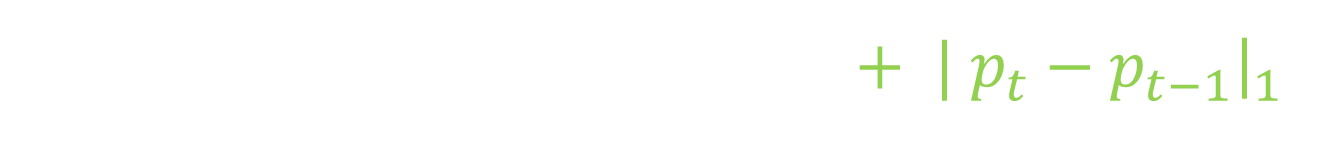 + | 𝑝ₜ − 𝑝ₜ₋₁|₁